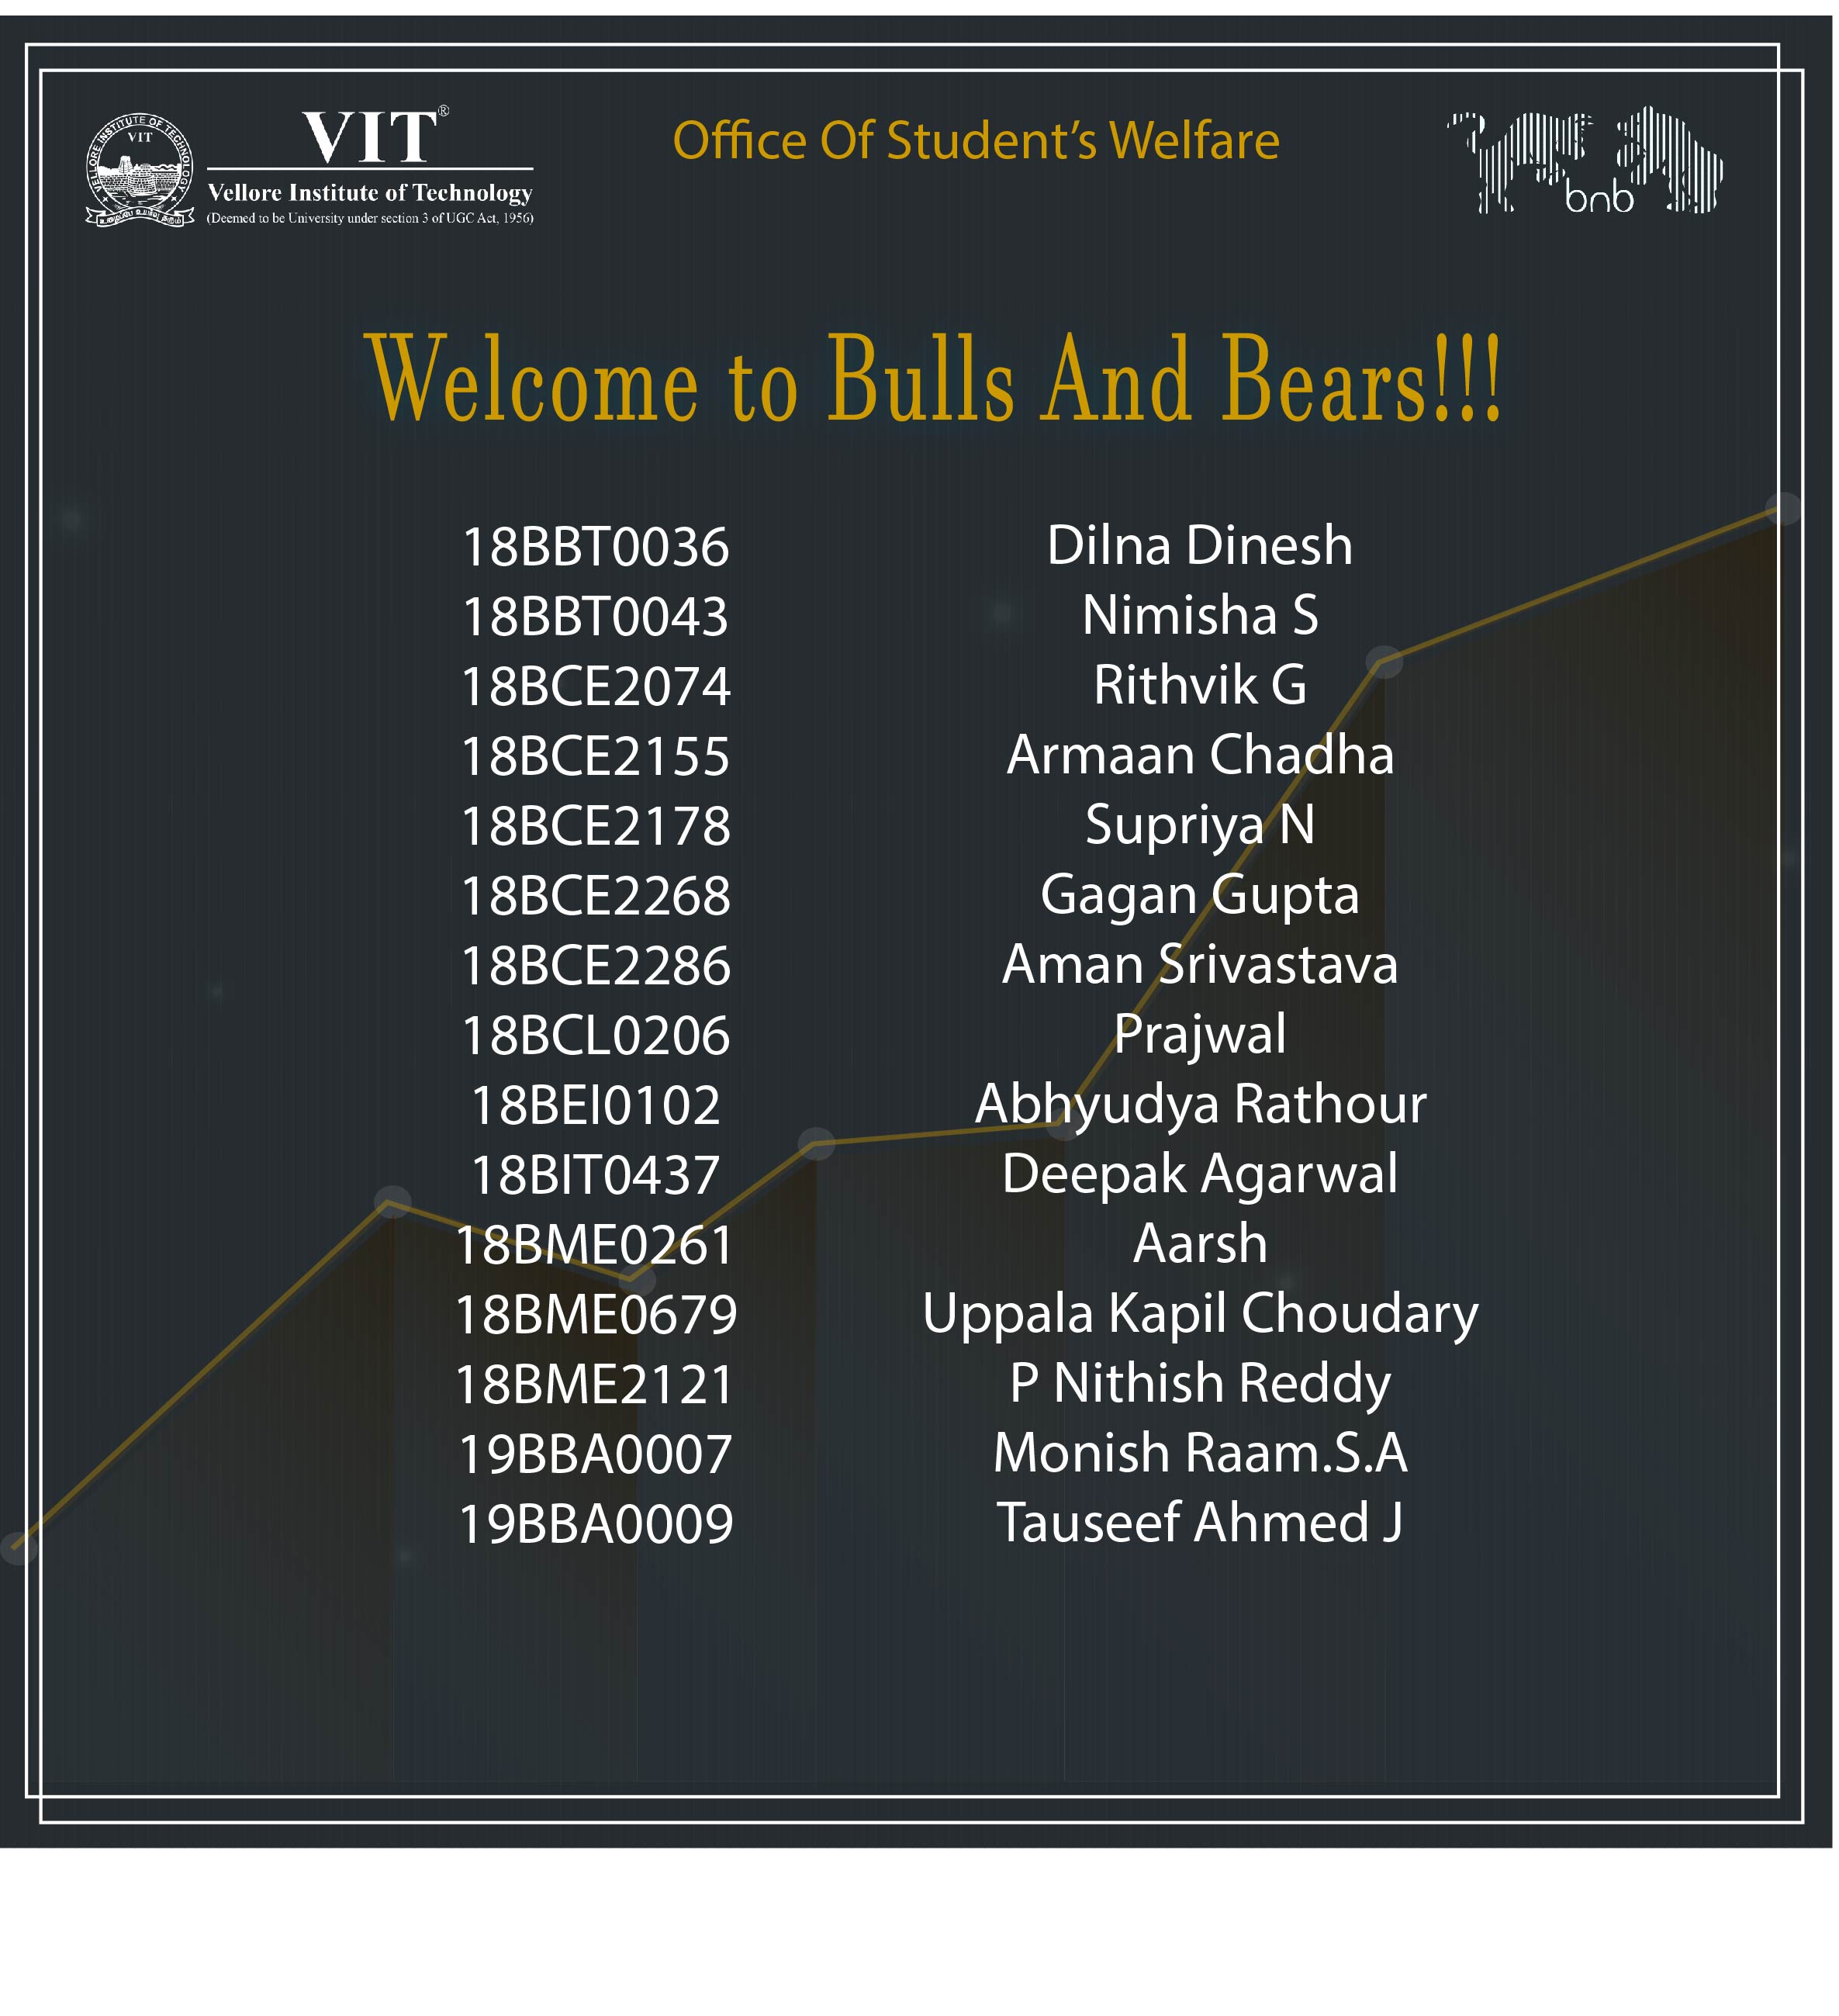 VELLORE INSTITUTE OF TECHNOLOGY
VIT
VIT®
Vellore Institute of Technology
(Deemed to be University under section 3 of UGC Act, 1956)
Office Of Student’s Welfare
bnb
Welcome to Bulls And Bears!!!
18BBT0036 Dilna Dinesh
18BBT0043 Nimisha S
18BCE2074 Rithvik G
18BCE2155 Armaan Chadha
18BCE2178 Supriya N
18BCE2268 Gagan Gupta
18BCE2286 Aman Srivastava
18BCL0206 Prajwal
18BEI0102 Abhyudya Rathour
18BIT0437 Deepak Agarwal
18BME0261 Aarsh
18BME0679 Uppala Kapil Choudary
18BME2121 P Nithish Reddy
19BBA0007 Monish Raam.S.A
19BBA0009 Tauseef Ahmed J